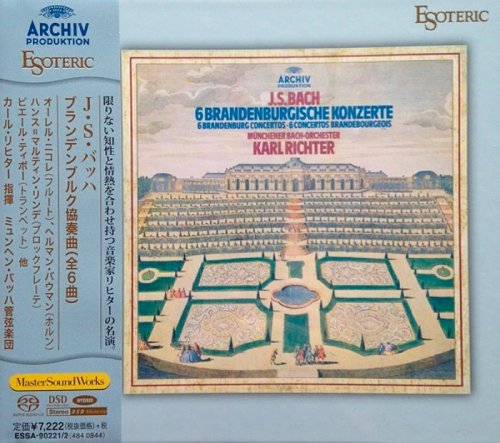 ARCHIV
PRODUKTION
ESOTERIC
J・S・バッハ
ブランデンブルク協奏曲(全6曲)
オーレル・ニコレ(フルート)、ヘルマン・バウマン(ホルン)
ハンス=マルティン・リンデ(ブロックフレーテ)
ピエール・ティボー(トランペット) 他
カール・リヒター 指揮 ミュンヘン・バッハ管弦楽団
限りない知性と情熱を合わせ持つ音楽家リヒターの名演。
MasterSoundWorks
SUPER AUDIO CD
DSD
HYBRID
Stereo
定価¥7,222(税抜価格)+税
ESSA-90221/2(484 0844)
ESOTERIC
ARCHIV
PRODUKTION
J.S.BACH
6 BRANDENBURGISCHE KONZERTE
6 BRANDENBURG CONCERTOS·6 CONCERTOS BRANDEBOURGEOIS
MÜNCHENER BACH-ORCHESTER
KARL RICHTER